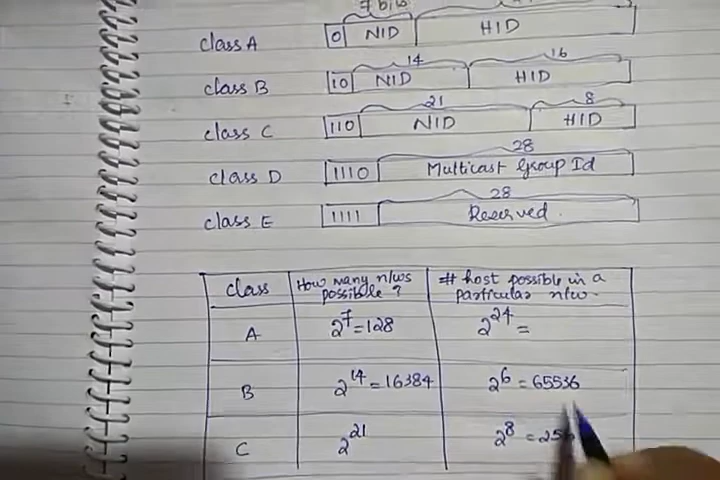 7 bits
class A 0 NID HID
14 16
class B 10 NID HID
21 8
class C 110 NID HID
28
class D 1110 Multicast Group Id
28
class E 1111 Reserved.
class How many n/ws possible ? # host possible in a particular n/w.
A 2^7 = 128 2^24 =
B 2^14 = 16384 2^6 = 65536
C 2^21 2^8 = 256